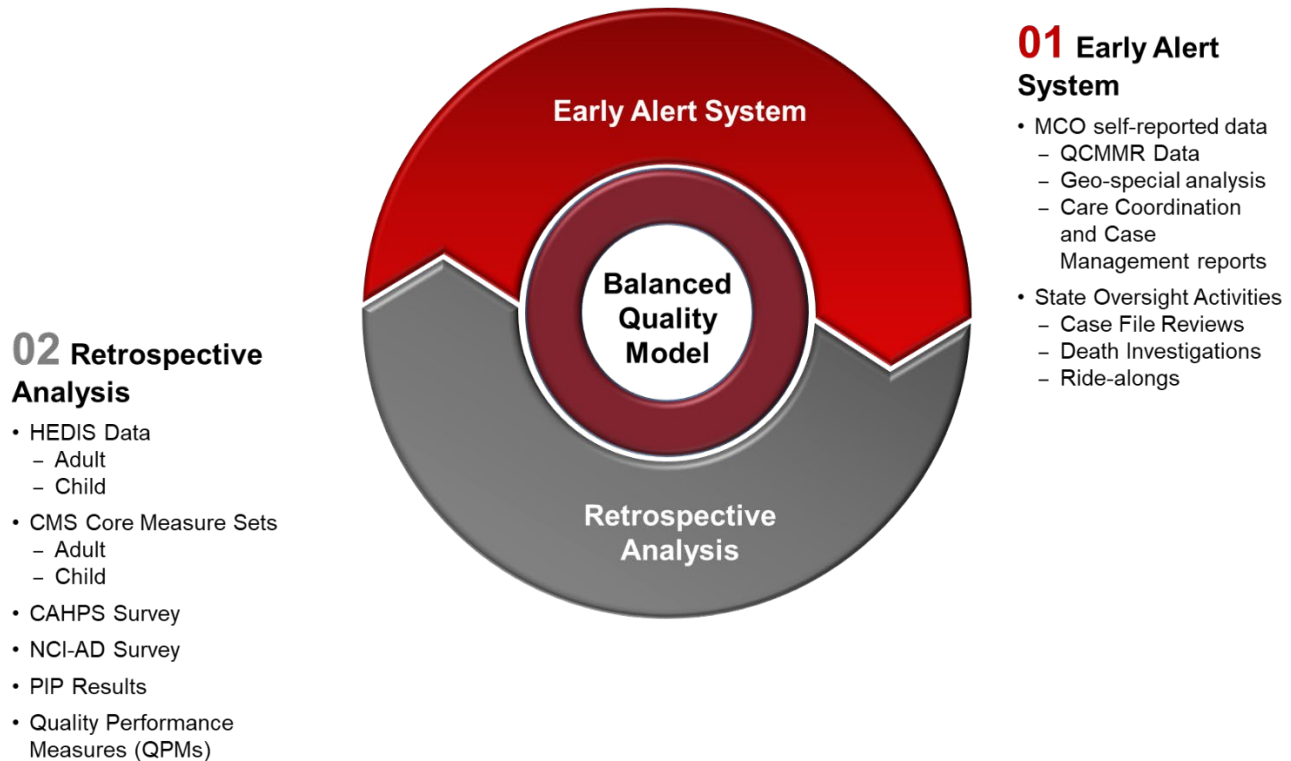 Early Alert System
Balanced
Quality
Model
Retrospective
Analysis
01 Early Alert
System
• MCO self-reported data
– QCMMR Data
– Geo-special analysis
– Care Coordination
and Case
Management reports
• State Oversight Activities
– Case File Reviews
– Death Investigations
– Ride-alongs
02 Retrospective
Analysis
• HEDIS Data
– Adult
– Child
• CMS Core Measure Sets
– Adult
– Child
• CAHPS Survey
• NCI-AD Survey
• PIP Results
• Quality Performance
Measures (QPMs)